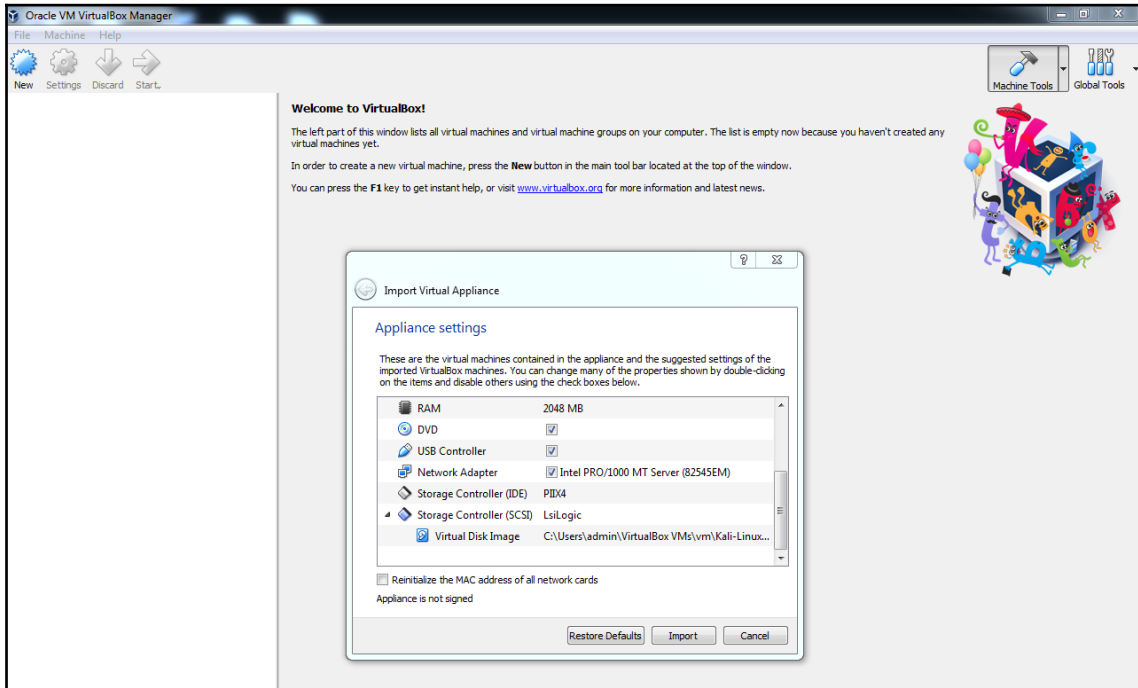 Oracle VM VirtualBox Manager
File Machine Help
New Settings Discard Start
Machine Tools Global Tools
Welcome to VirtualBox!
The left part of this window lists all virtual machines and virtual machine groups on your computer. The list is empty now because you haven't created any
virtual machines yet.
In order to create a new virtual machine, press the New button in the main tool bar located at the top of the window.
You can press the F1 key to get instant help, or visit www.virtualbox.org for more information and latest news.
Import Virtual Appliance
Appliance settings
These are the virtual machines contained in the appliance and the suggested settings of the
imported VirtualBox machines. You can change many of the properties shown by double-clicking
on the items and disable others using the check boxes below.
RAM 2048 MB
DVD
USB Controller
Network Adapter Intel PRO/1000 MT Server (82545EM)
Storage Controller (IDE) PIIX4
Storage Controller (SCSI) LsiLogic
Virtual Disk Image C:\Users\admin\VirtualBox VMs\vm\Kali-Linux...
Reinitialize the MAC address of all network cards
Appliance is not signed
Restore Defaults Import Cancel